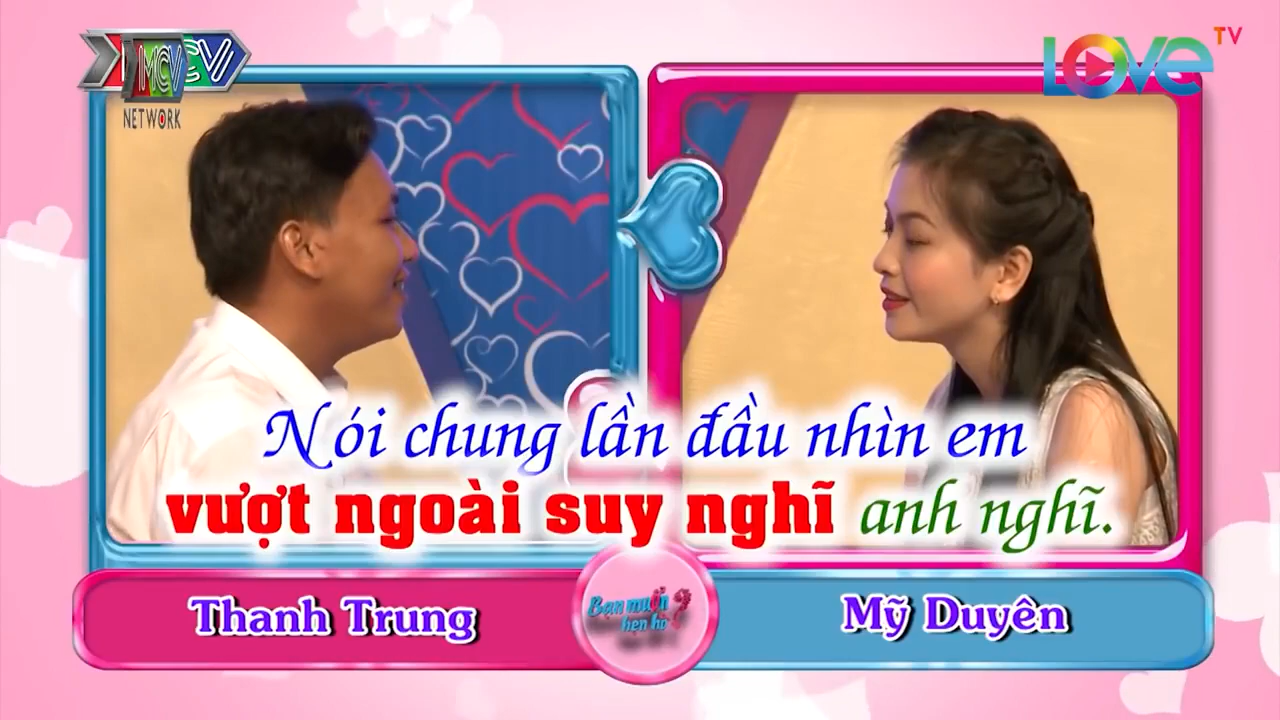 MCV
NETWORK
LOVE TV
Nói chung lần đầu nhìn em
vượt ngoài suy nghĩ anh nghĩ.
Thanh Trung
Bạn muốn
hẹn hò?
Mỹ Duyên